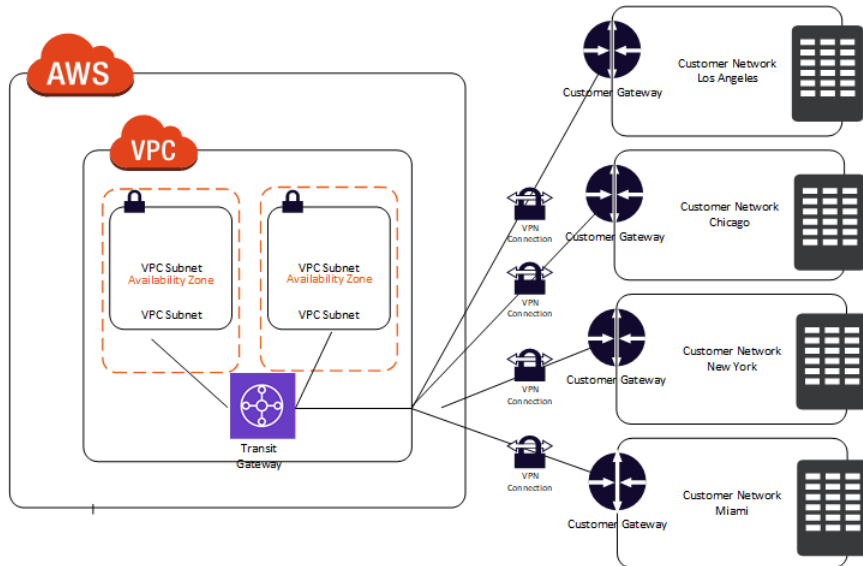 AWS
VPC
VPC Subnet
Availability Zone
VPC Subnet
VPC Subnet
Availability Zone
VPC Subnet
Transit
Gateway
VPN
Connection
VPN
Connection
VPN
Connection
VPN
Connection
Customer Gateway
Customer Network
Los Angeles
Customer Gateway
Customer Network
Chicago
Customer Gateway
Customer Network
New York
Customer Gateway
Customer Network
Miami